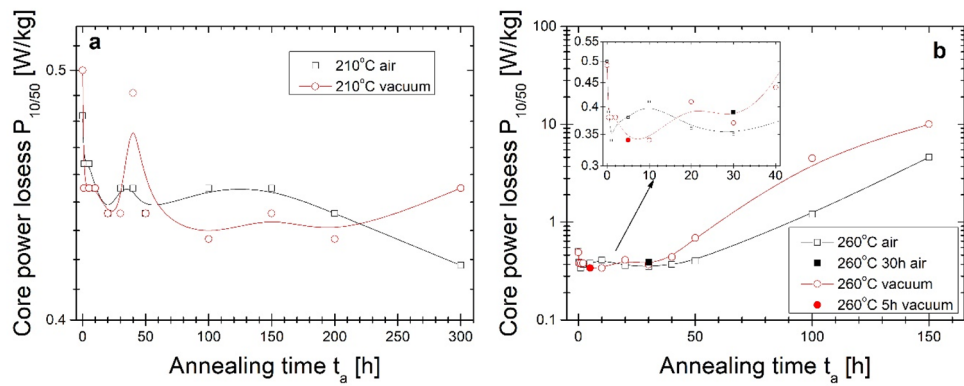 a
Core power losess P10/50 [W/kg]
0.5
0.4
210°C air
210°C vacuum
0 50 100 150 200 250 300
Annealing time ta [h]
b
Core power losess P10/50 [W/kg]
100
10
1
0.1
0.55
0.5
0.45
0.4
0.35
0.3
0 10 20 30 40
260°C air
260°C 30h air
260°C vacuum
260°C 5h vacuum
0 50 100 150
Annealing time ta [h]